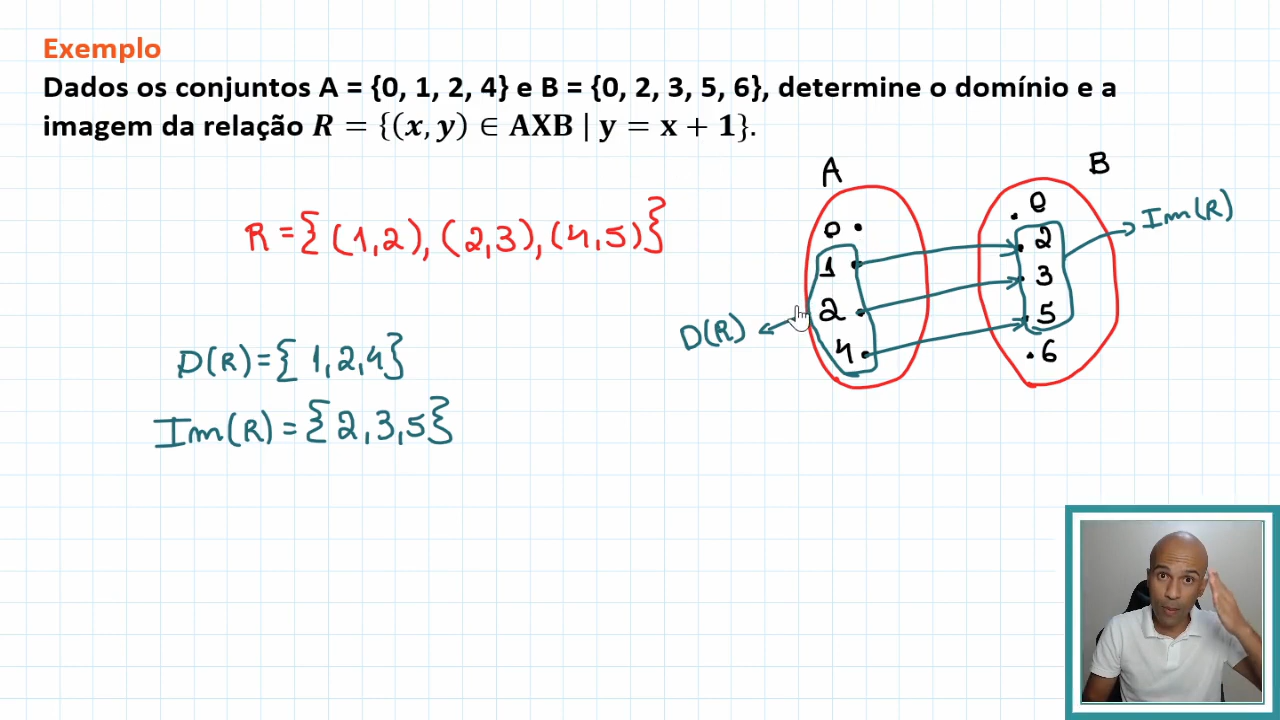 Exemplo
Dados os conjuntos A = {0, 1, 2, 4} e B = {0, 2, 3, 5, 6}, determine o domínio e a
imagem da relação R = {(x, y) ∈ AXB | y = x + 1}.
A
B
R = {(1,2), (2,3), (4,5)}
0
1
2
4
0
2
3
5
6
Im(R)
D(R)
D(R) = {1,2,4}
Im(R) = {2,3,5}